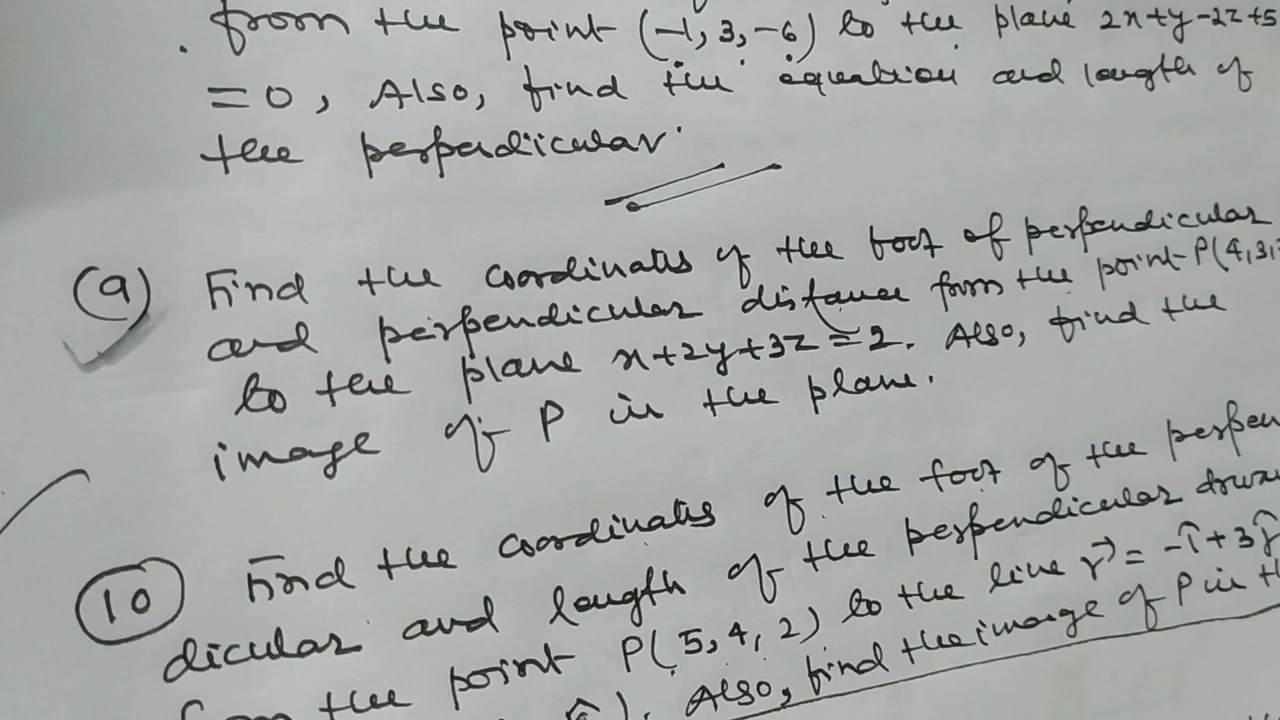 from the point (-1, 3, -6) to the plane 2x+y-2z+5
=0, Also, find the equation and length of
the perpadicular.
(9) Find the coordinates of the foot of perpendicular
and perpendicular distance from the point P(4,3,
to the plane x+2y+3z=2. Also, find the
image of P in the plane.
(10) Find the coordinates of the foot of the perpen
dicular and length of the perpendicular drawn
from the point P(5,4,2) to the line r⃗ = -î+3ĵ
). Also, find the image of P in th